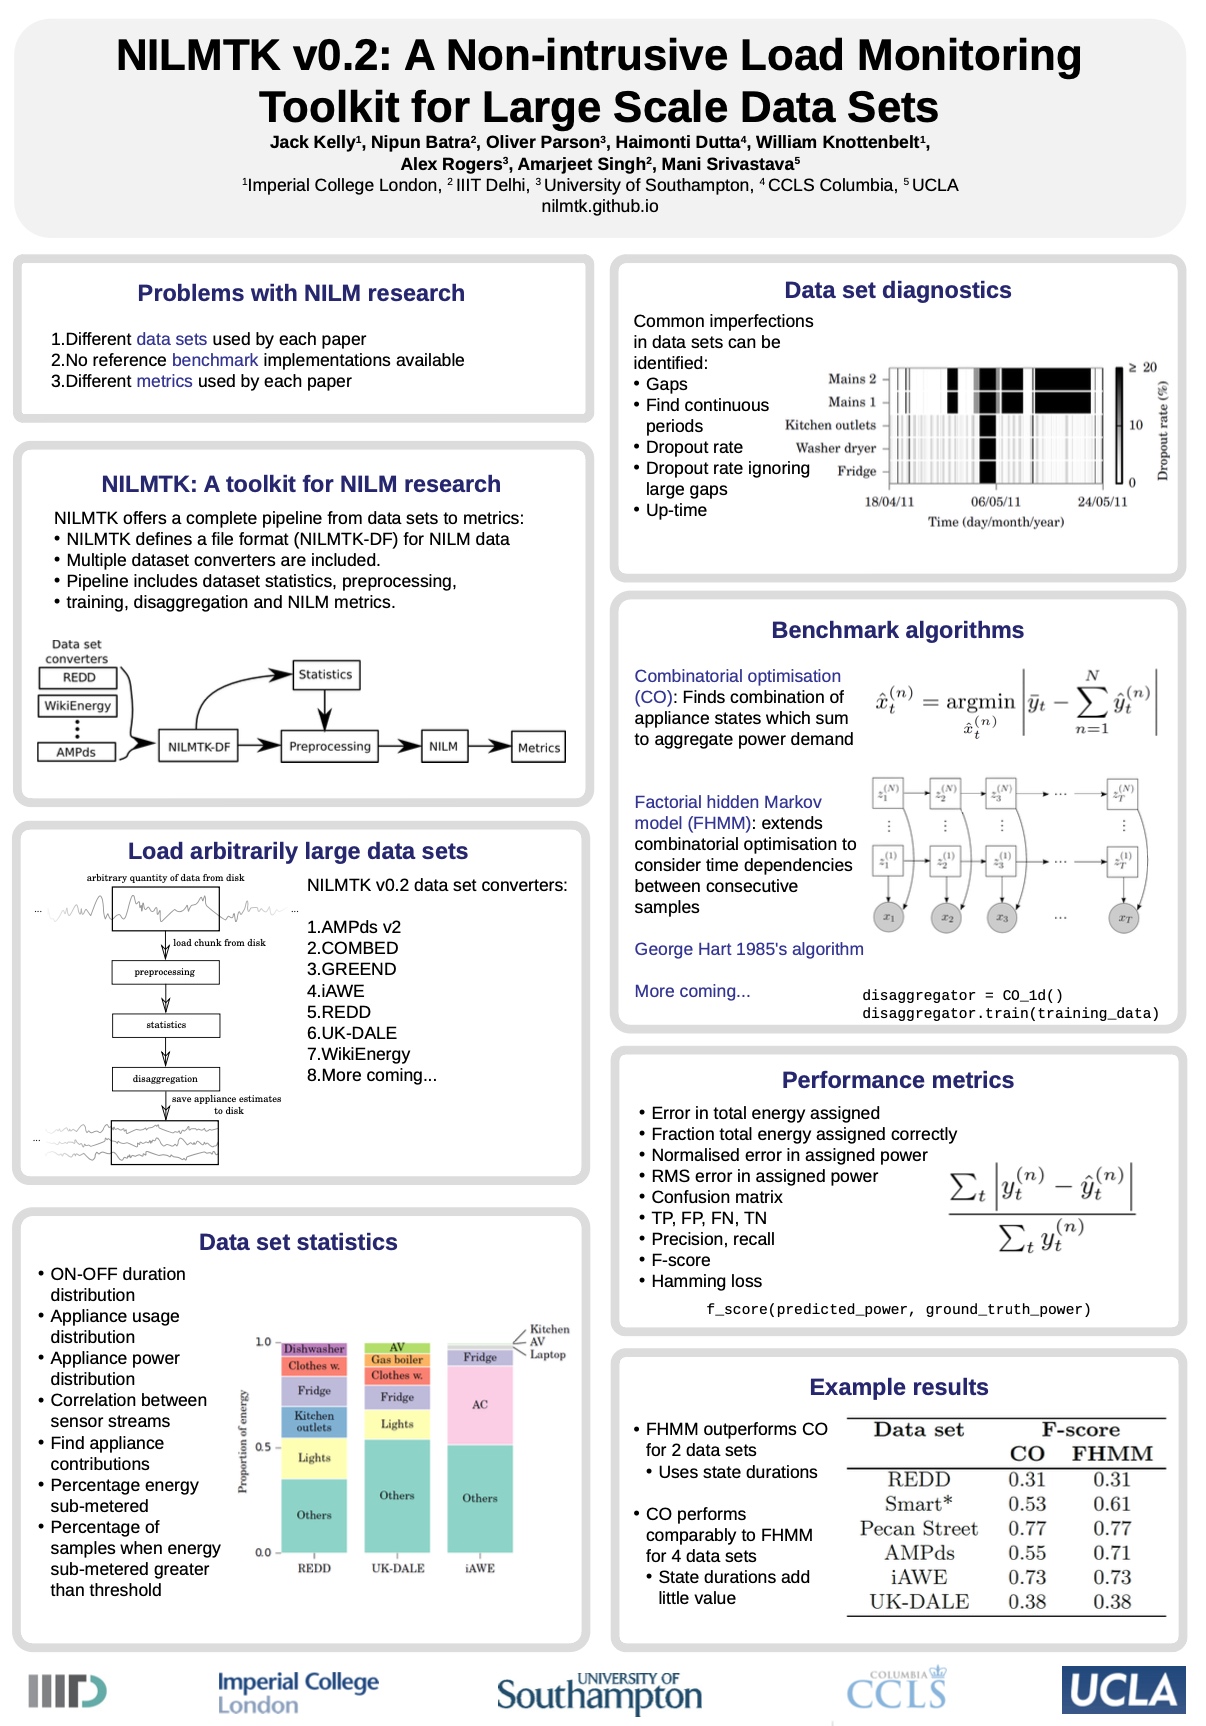 NILMTK v0.2: A Non-intrusive Load Monitoring
Toolkit for Large Scale Data Sets
Jack Kelly¹, Nipun Batra², Oliver Parson³, Haimonti Dutta⁴, William Knottenbelt¹,
Alex Rogers³, Amarjeet Singh², Mani Srivastava⁵
¹Imperial College London, ² IIIT Delhi, ³ University of Southampton, ⁴ CCLS Columbia, ⁵ UCLA
nilmtk.github.io
Problems with NILM research
1.Different data sets used by each paper
2.No reference benchmark implementations available
3.Different metrics used by each paper
NILMTK: A toolkit for NILM research
NILMTK offers a complete pipeline from data sets to metrics:
• NILMTK defines a file format (NILMTK-DF) for NILM data
• Multiple dataset converters are included.
• Pipeline includes dataset statistics, preprocessing,
• training, disaggregation and NILM metrics.
Data set
converters
REDD
WikiEnergy
AMPds
NILMTK-DF
Statistics
Preprocessing
NILM
Metrics
Load arbitrarily large data sets
arbitrary quantity of data from disk
...
...
load chunk from disk
preprocessing
statistics
disaggregation
save appliance estimates
to disk
...
NILMTK v0.2 data set converters:
1.AMPds v2
2.COMBED
3.GREEND
4.iAWE
5.REDD
6.UK-DALE
7.WikiEnergy
8.More coming...
Data set statistics
• ON-OFF duration
distribution
• Appliance usage
distribution
• Appliance power
distribution
• Correlation between
sensor streams
• Find appliance
contributions
• Percentage energy
sub-metered
• Percentage of
samples when energy
sub-metered greater
than threshold
Proportion of energy
1.0
0.5
0.0
Dishwasher
Clothes w.
Fridge
Kitchen
outlets
Lights
Others
REDD
AV
Gas boiler
Clothes w.
Fridge
Lights
Others
UK-DALE
Kitchen
AV
Laptop
Fridge
AC
Others
iAWE
Data set diagnostics
Common imperfections
in data sets can be
identified:
• Gaps
• Find continuous
periods
• Dropout rate
• Dropout rate ignoring
large gaps
• Up-time
Mains 2
Mains 1
Kitchen outlets
Washer dryer
Fridge
18/04/11 06/05/11 24/05/11
Time (day/month/year)
≥ 20
10
0
Dropout rate (%)
Benchmark algorithms
Combinatorial optimisation
(CO): Finds combination of
appliance states which sum
to aggregate power demand
x̂_t^(n) = argmin_{x̂_t^(n)} | ȳ_t − ∑_{n=1}^{N} ŷ_t^(n) |
Factorial hidden Markov
model (FHMM): extends
combinatorial optimisation to
consider time dependencies
between consecutive
samples
z_1^(N) z_2^(N) z_3^(N) ... z_T^(N)
z_1^(1) z_2^(1) z_3^(1) ... z_T^(1)
x_1 x_2 x_3 ... x_T
George Hart 1985's algorithm
More coming...
disaggregator = CO_1d()
disaggregator.train(training_data)
Performance metrics
• Error in total energy assigned
• Fraction total energy assigned correctly
• Normalised error in assigned power
• RMS error in assigned power
• Confusion matrix
• TP, FP, FN, TN
• Precision, recall
• F-score
• Hamming loss
∑_t | y_t^(n) − ŷ_t^(n) |
∑_t y_t^(n)
f_score(predicted_power, ground_truth_power)
Example results
• FHMM outperforms CO
for 2 data sets
• Uses state durations
• CO performs
comparably to FHMM
for 4 data sets
• State durations add
little value
Data set F-score
CO FHMM
REDD 0.31 0.31
Smart* 0.53 0.61
Pecan Street 0.77 0.77
AMPds 0.55 0.71
iAWE 0.73 0.73
UK-DALE 0.38 0.38
IIITD
Imperial College
London
UNIVERSITY OF
Southampton
COLUMBIA
CCLS
UCLA